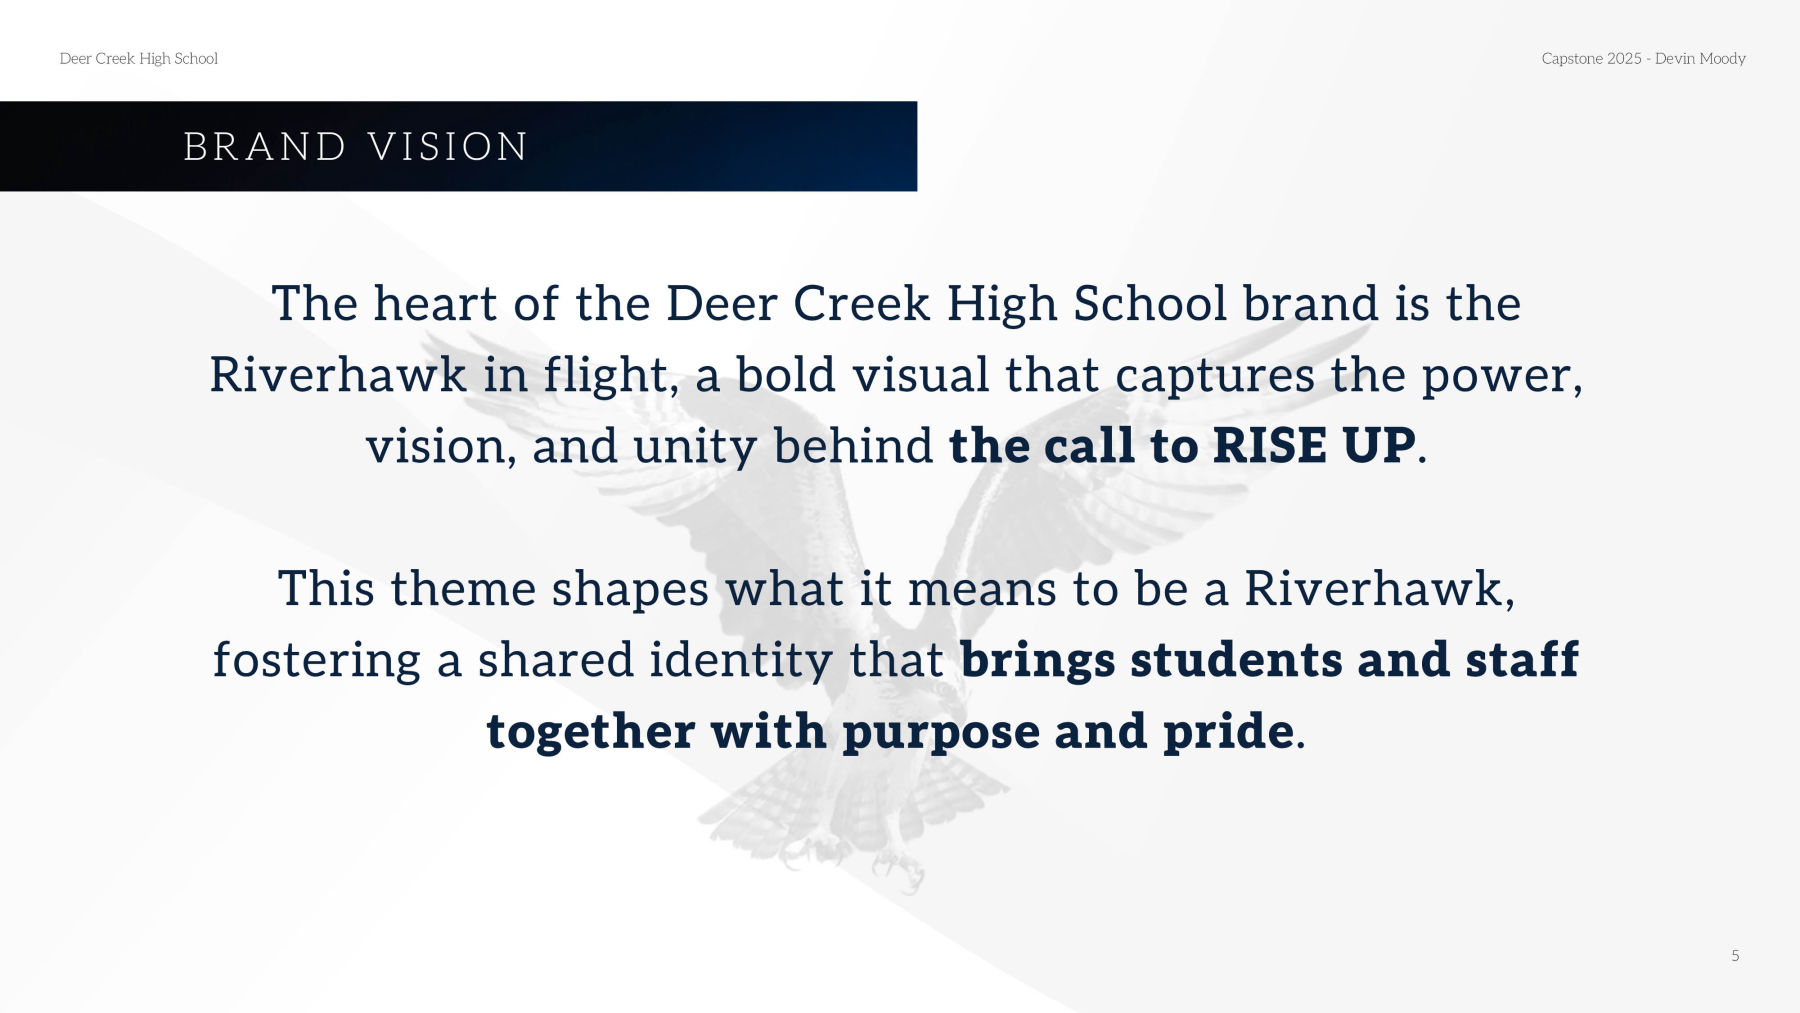 Deer Creek High School
Capstone 2025 - Devin Moody
BRAND VISION
The heart of the Deer Creek High School brand is the
Riverhawk in flight, a bold visual that captures the power,
vision, and unity behind the call to RISE UP.
This theme shapes what it means to be a Riverhawk,
fostering a shared identity that brings students and staff
together with purpose and pride.
5